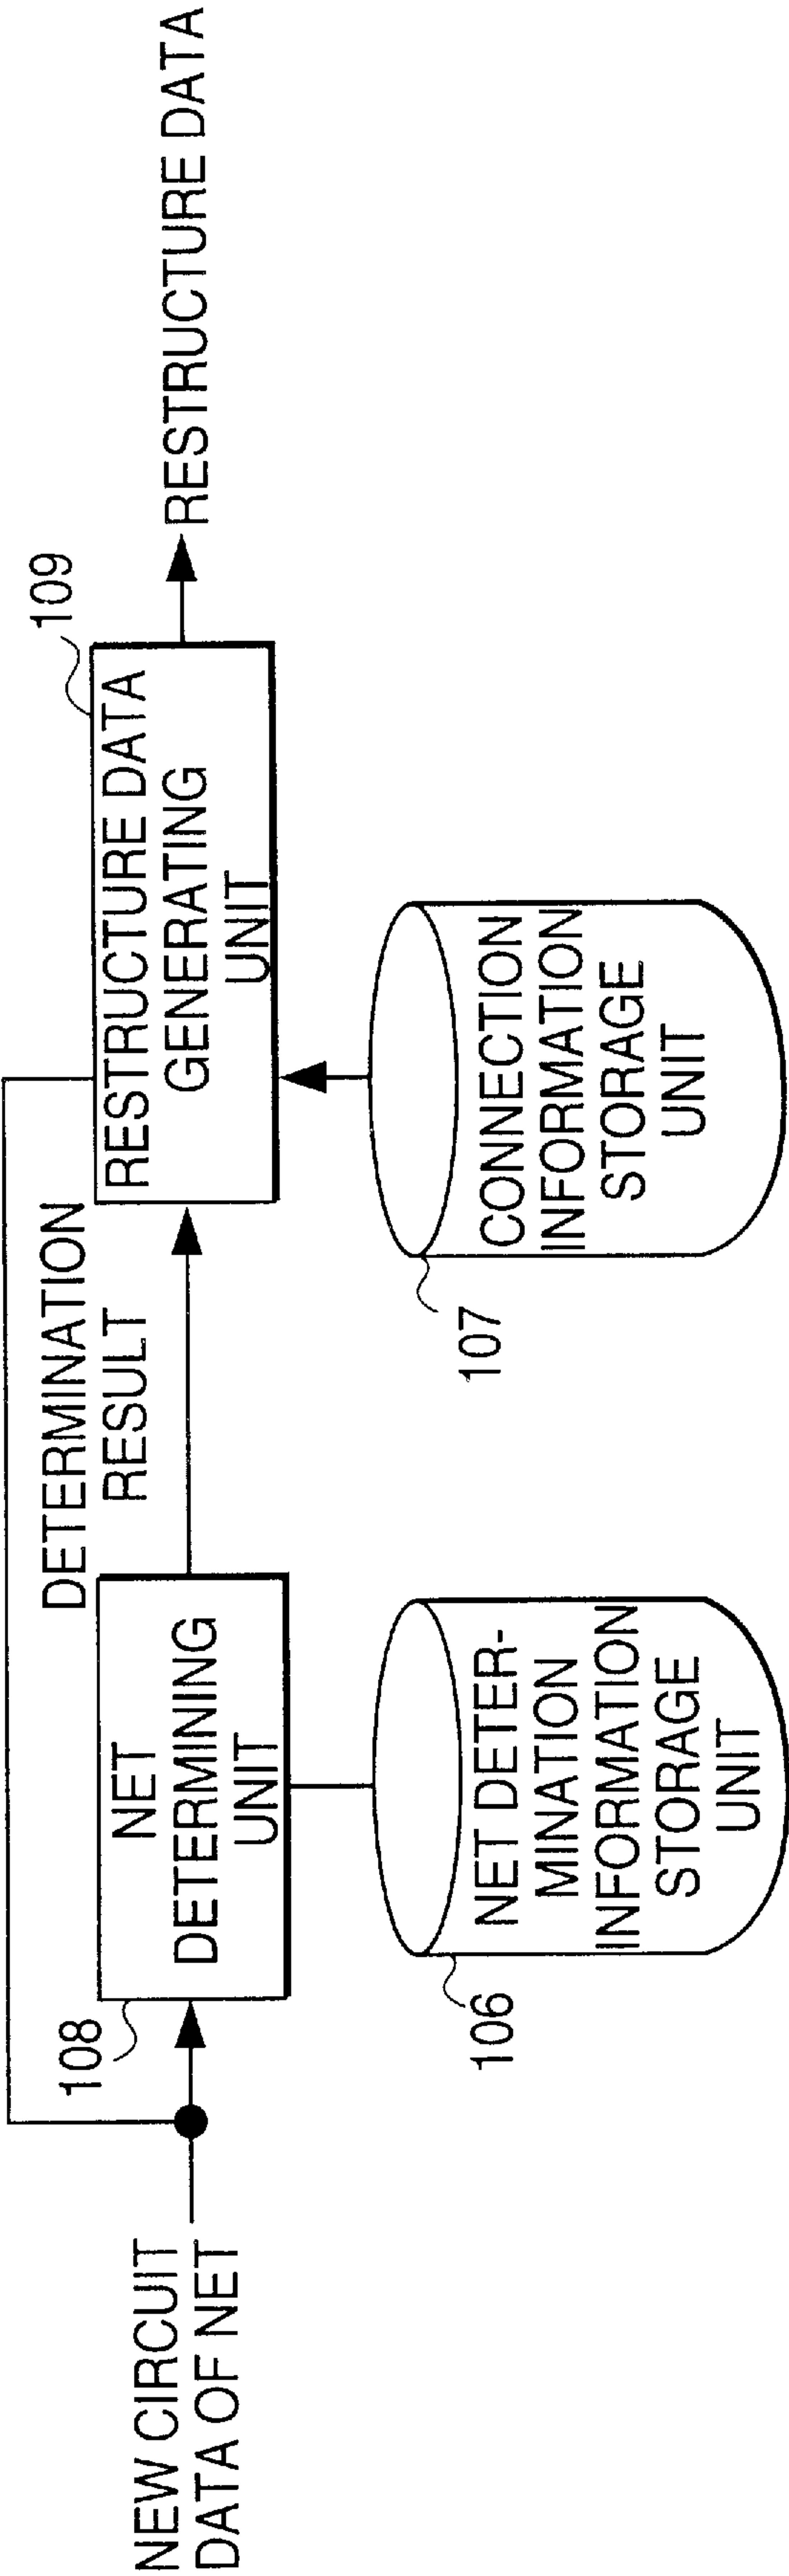 NEW CIRCUIT
DATA OF NET
108
NET
DETERMINING
UNIT
DETERMINATION
RESULT
109
RESTRUCTURE DATA
GENERATING
UNIT
RESTRUCTURE DATA
106
NET DETER-
MINATION
INFORMATION
STORAGE
UNIT
107
CONNECTION
INFORMATION
STORAGE
UNIT